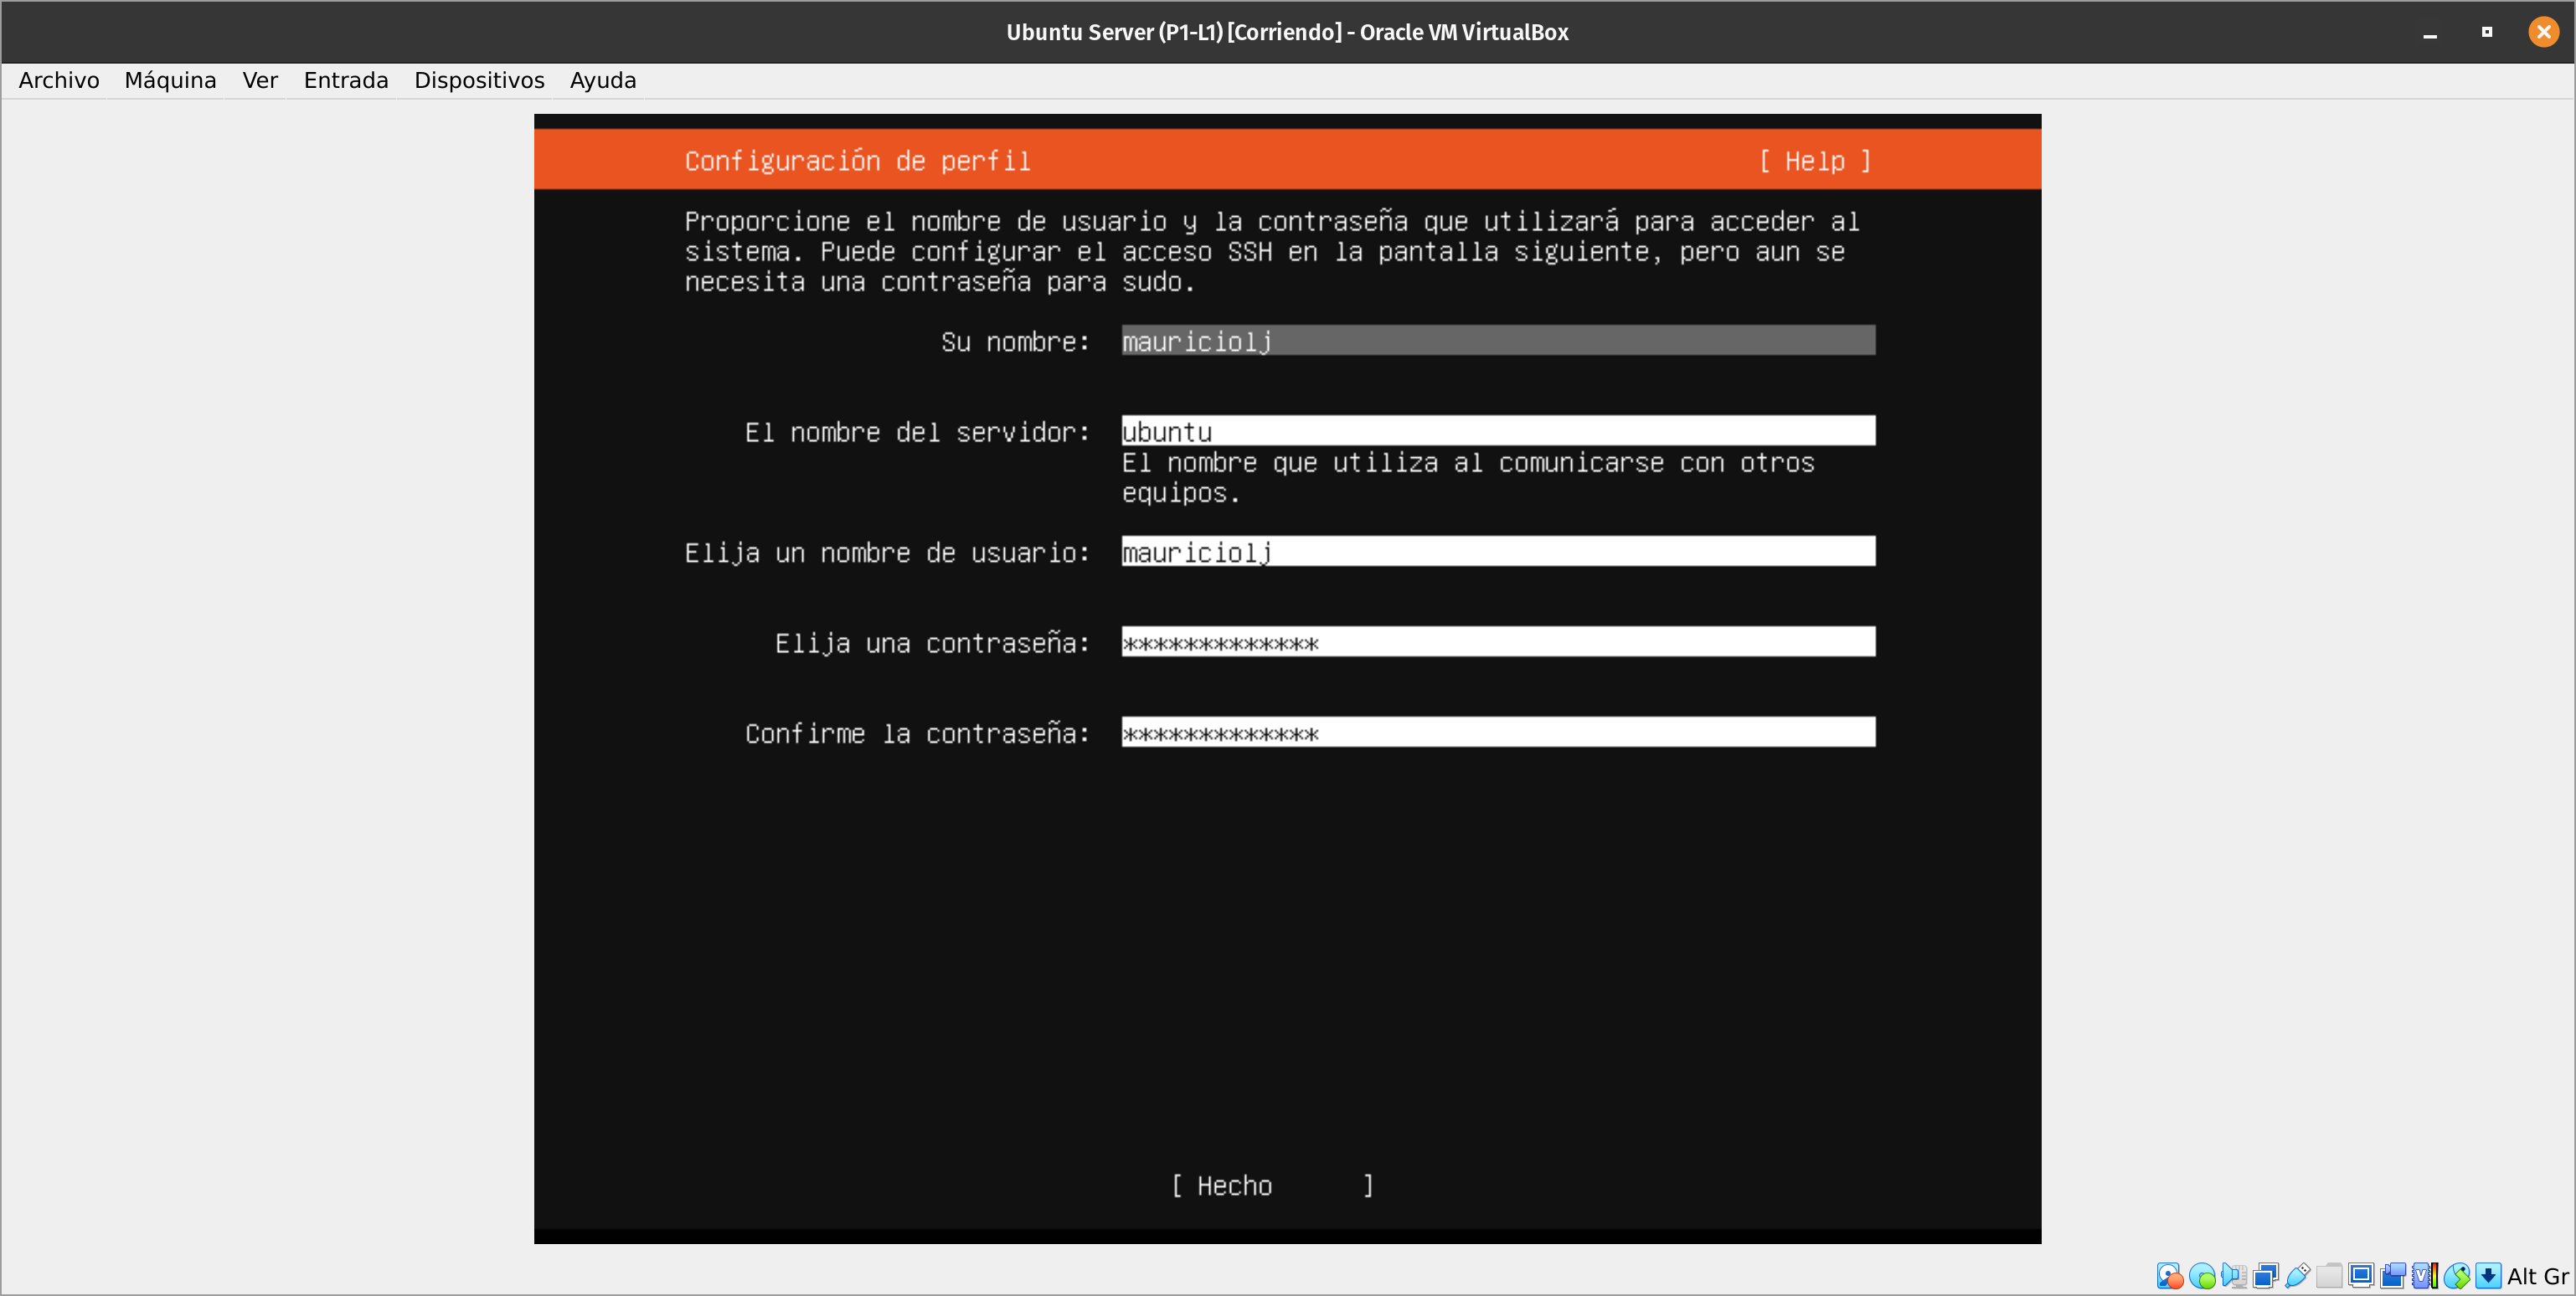 Ubuntu Server (P1-L1) [Corriendo] - Oracle VM VirtualBox
Archivo Máquina Ver Entrada Dispositivos Ayuda
Configuración de perfil [ Help ]
Proporcione el nombre de usuario y la contraseña que utilizará para acceder al
sistema. Puede configurar el acceso SSH en la pantalla siguiente, pero aun se
necesita una contraseña para sudo.
Su nombre: mauriciolj
El nombre del servidor: ubuntu
El nombre que utiliza al comunicarse con otros
equipos.
Elija un nombre de usuario: mauriciolj
Elija una contraseña: *************
Confirme la contraseña: *************
[ Hecho ]
Alt Gr